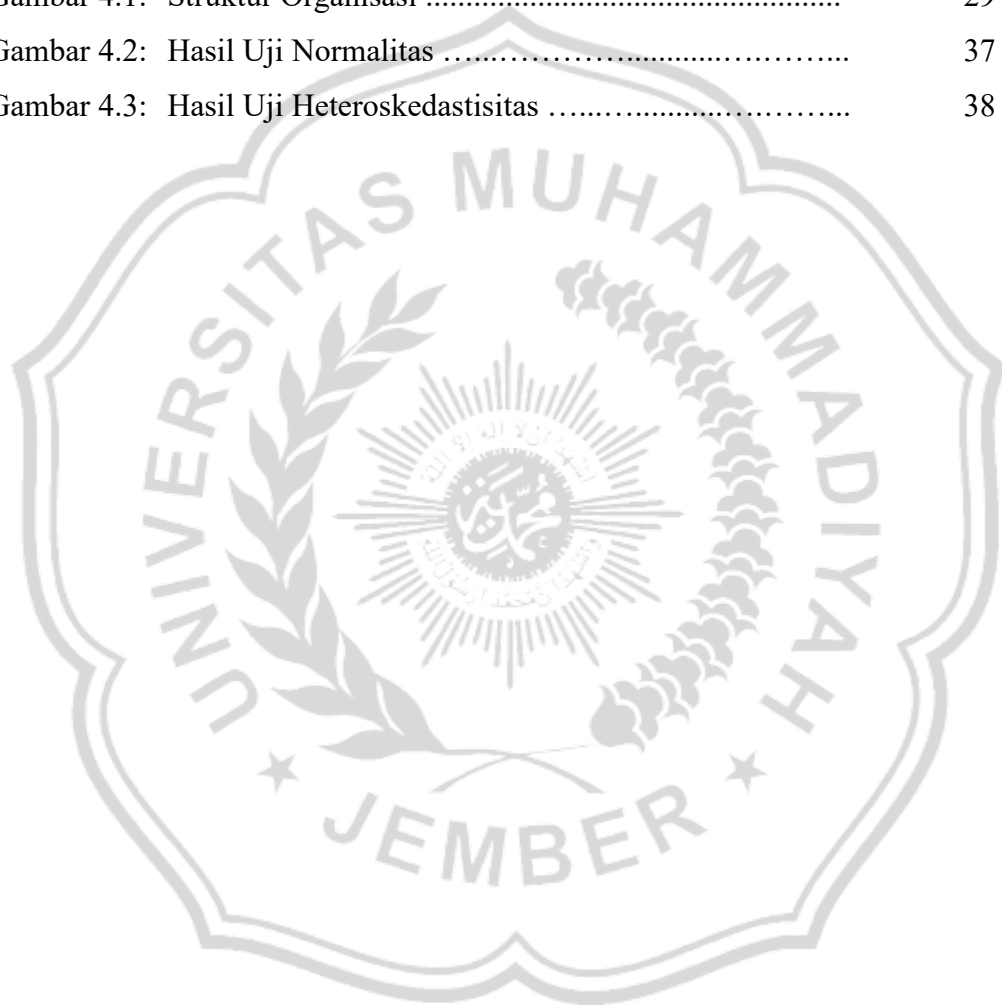 Gambar 4.1: Struktur Organisasi ................................................... 29
Gambar 4.2: Hasil Uji Normalitas …...…………............….……... 37
Gambar 4.3: Hasil Uji Heteroskedastisitas …...…...........….……... 38
UNIVERSITAS MUHAMMADIYAH
JEMBER